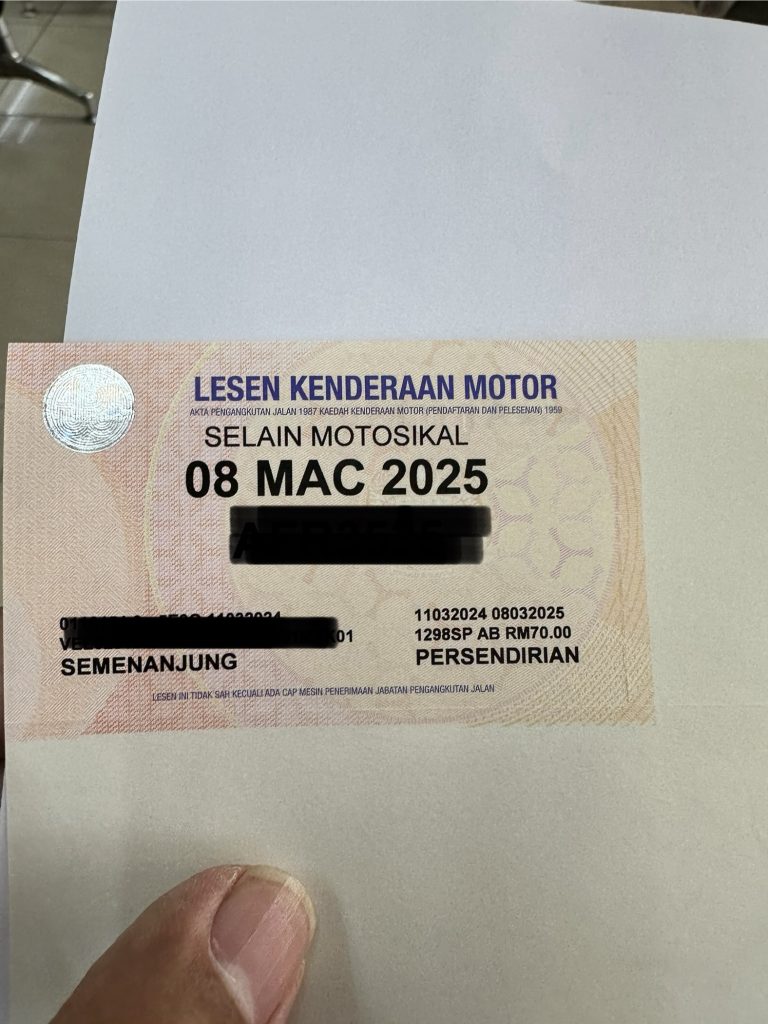 LESEN KENDERAAN MOTOR
AKTA PENGANGKUTAN JALAN 1987 KAEDAH KENDERAAN MOTOR (PENDAFTARAN DAN PELESENAN) 1959
SELAIN MOTOSIKAL
08 MAC 2025
11032024 08032025
1298SP AB RM70.00
SEMENANJUNG
PERSENDIRIAN
LESEN INI TIDAK SAH KECUALI ADA CAP MESIN PENERIMAAN JABATAN PENGANGKUTAN JALAN